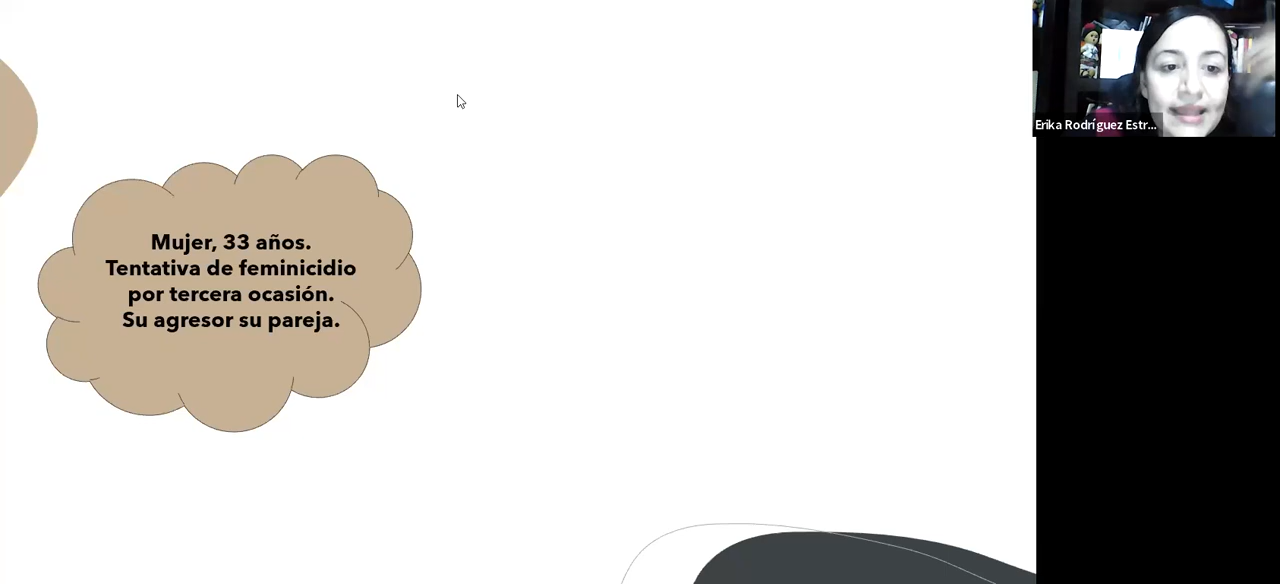 Mujer, 33 años.
Tentativa de feminicidio
por tercera ocasión.
Su agresor su pareja.
Erika Rodríguez Estr...